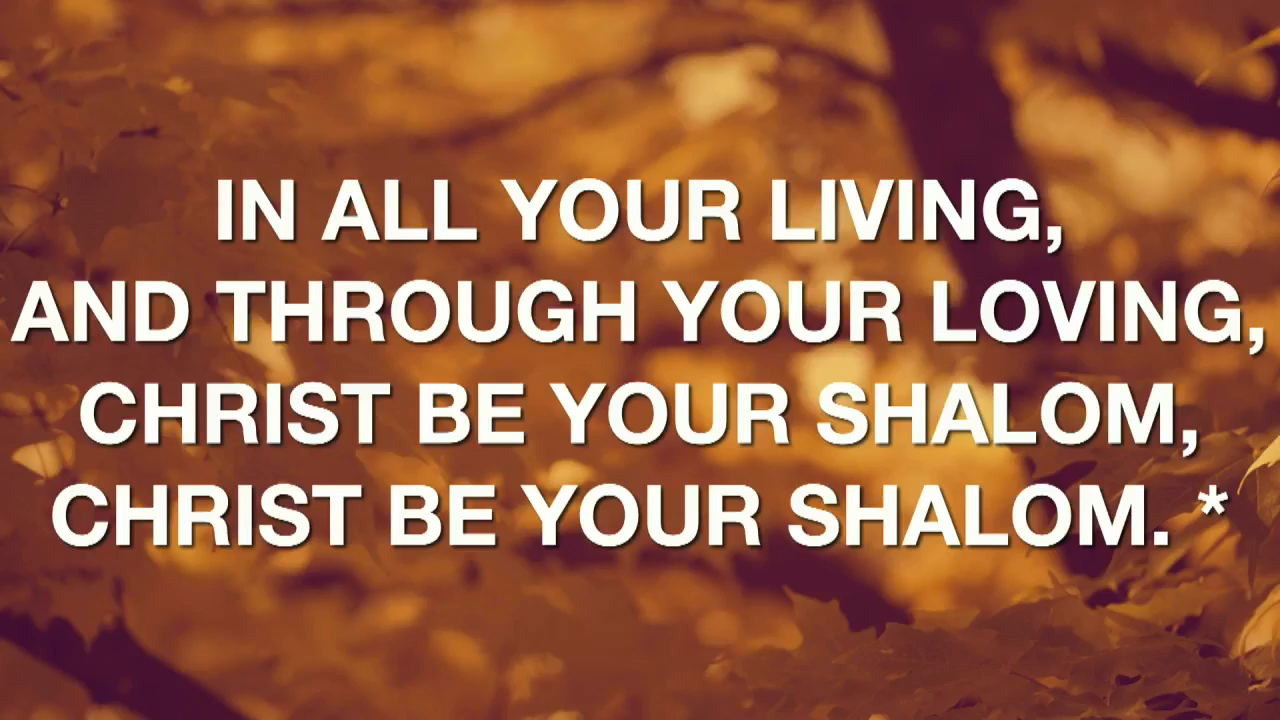 IN ALL YOUR LIVING,
AND THROUGH YOUR LOVING,
CHRIST BE YOUR SHALOM,
CHRIST BE YOUR SHALOM. *